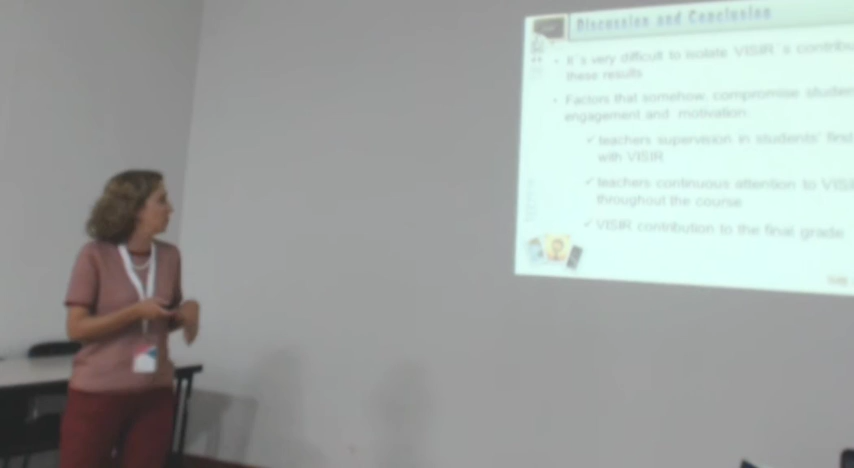 Discussion and Conclusion
It´s very difficult to isolate VISIR´s
these results
Factors that somehow, compromise
engagement and motivation:
teachers supervision in students' first
with VISIR
teachers continuous attention to
throughout the course
VISIR contribution to the final grade